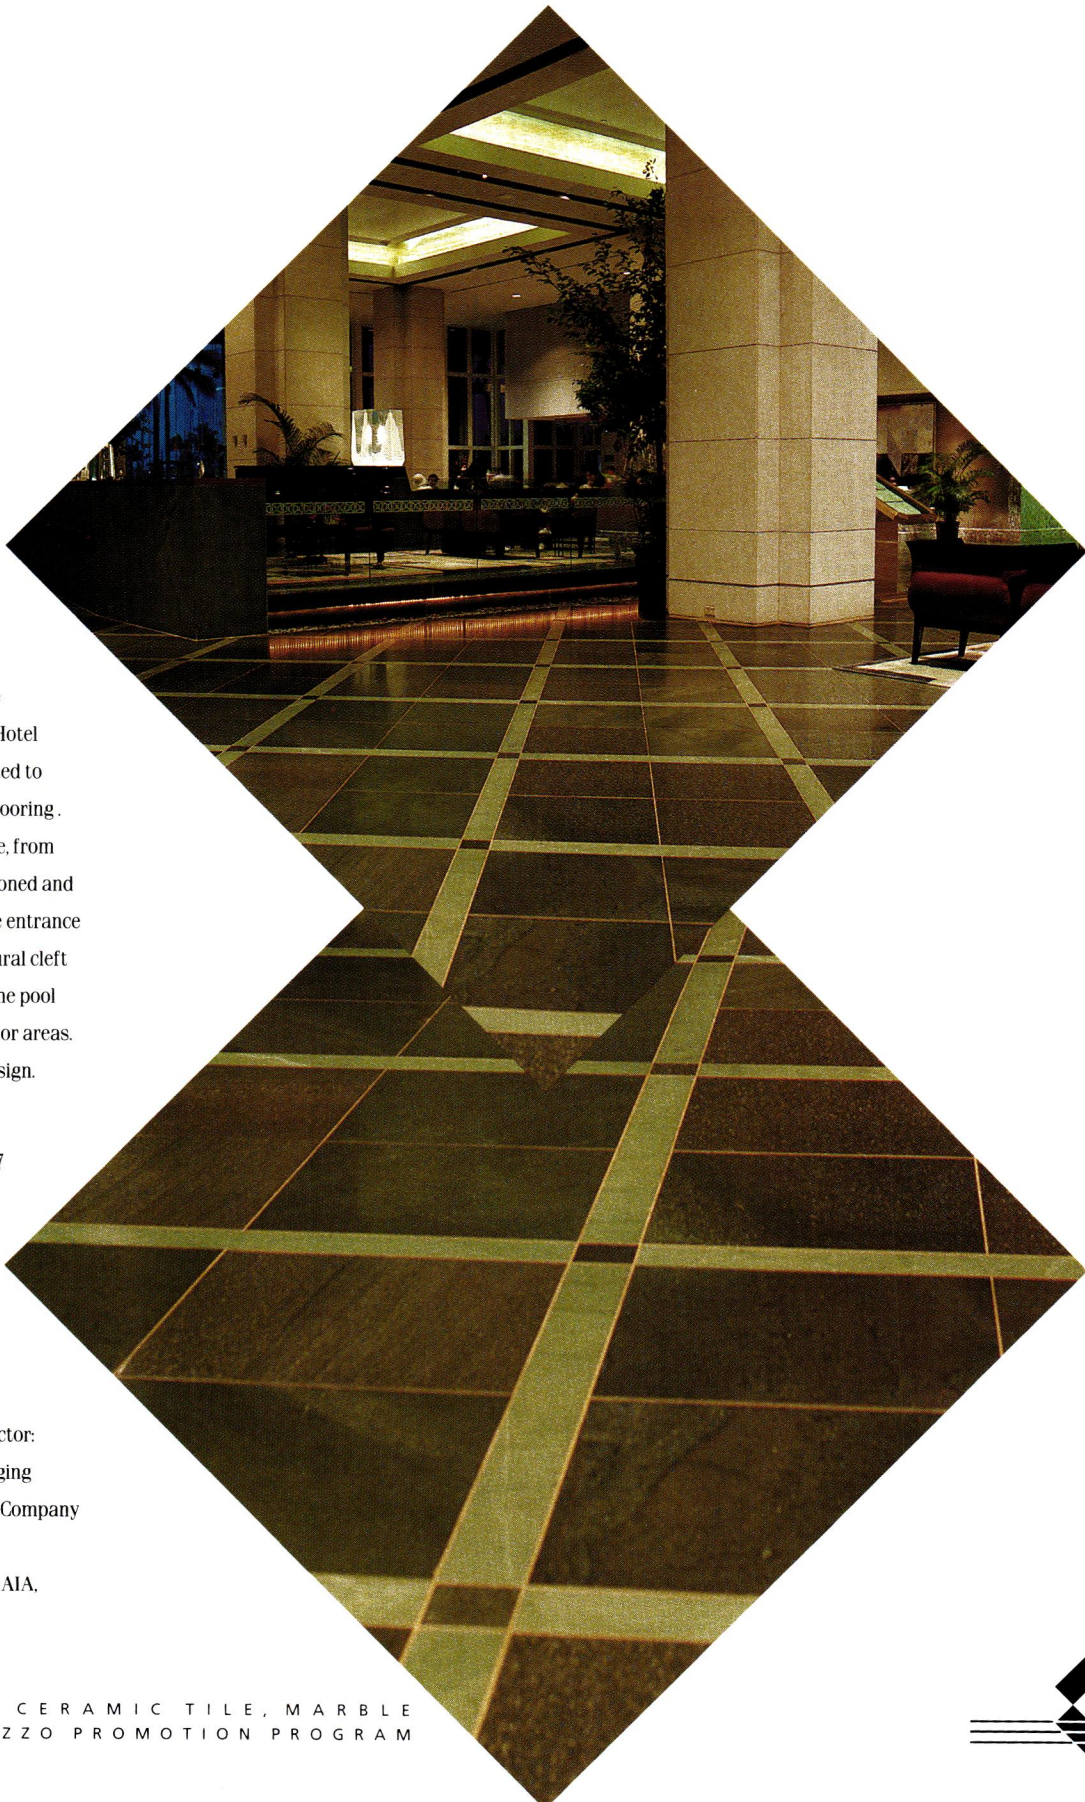 Hotel
ed to
ooring .
e, from
oned and
e entrance
ural cleft
he pool
or areas.
sign.
7
ctor:
ging
Company
AIA,
CERAMIC TILE, MARBLE
ZZO PROMOTION PROGRAM